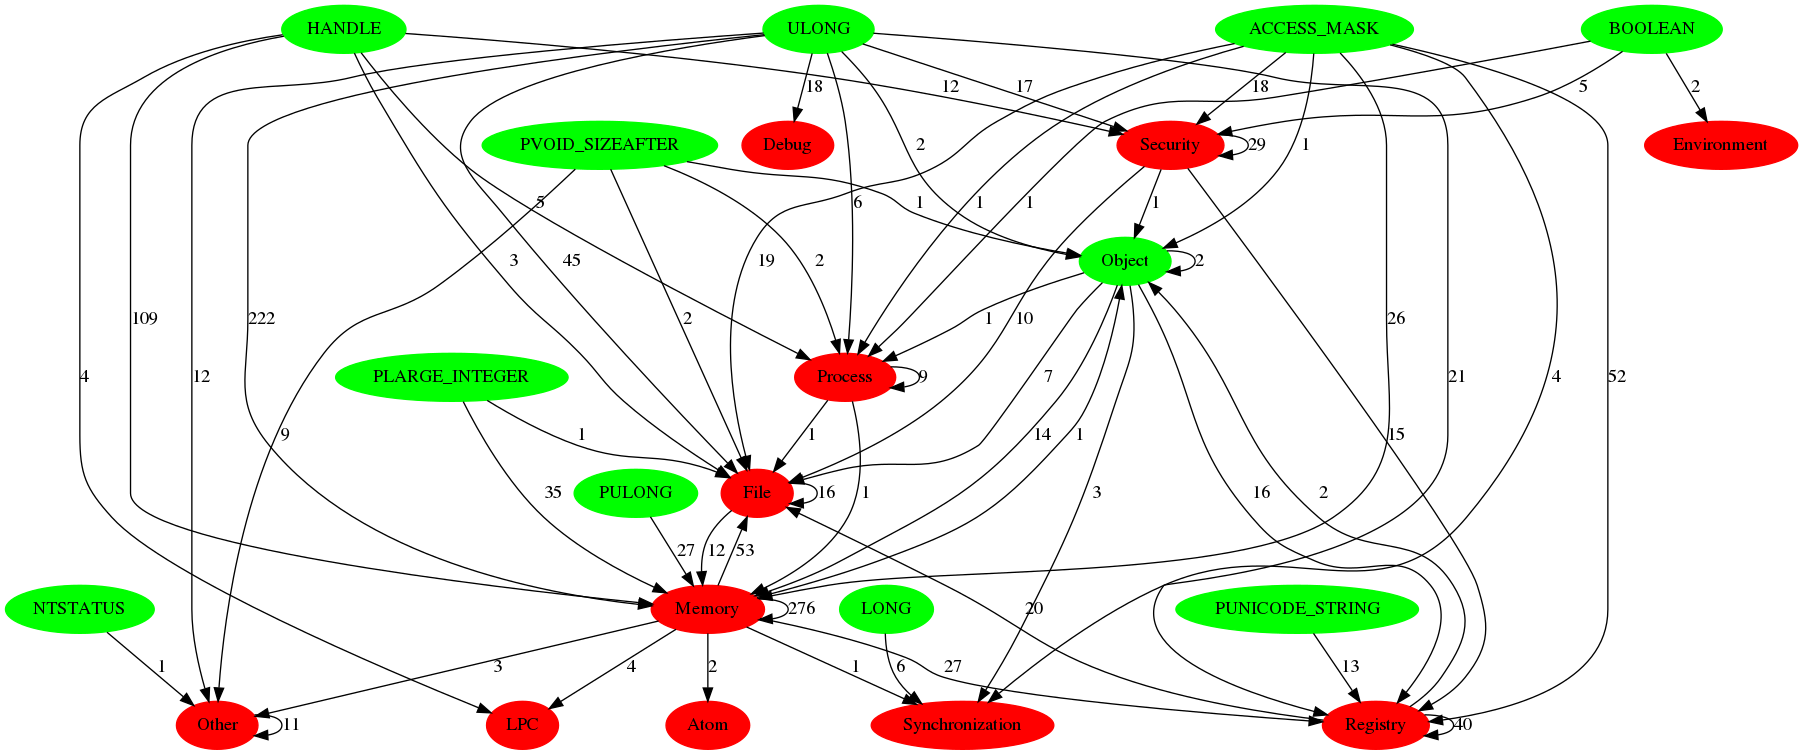 HANDLE ULONG ACCESS_MASK BOOLEAN
18 12 17 18 5 2
PVOID_SIZEAFTER Debug Security 29 Environment
2 1
5 1 6 1 1 1
3 45 19 2 Object 2
109 222 2 1 10 26
4 12 PLARGE_INTEGER Process 9 7 21 4 52
9 1 1 14 1 15
PULONG File 16 35 1 3 16 2
27 12 53
NTSTATUS Memory 276 LONG 20 PUNICODE_STRING
1 3 4 2 1 6 27 13
Other 11 LPC Atom Synchronization Registry 40